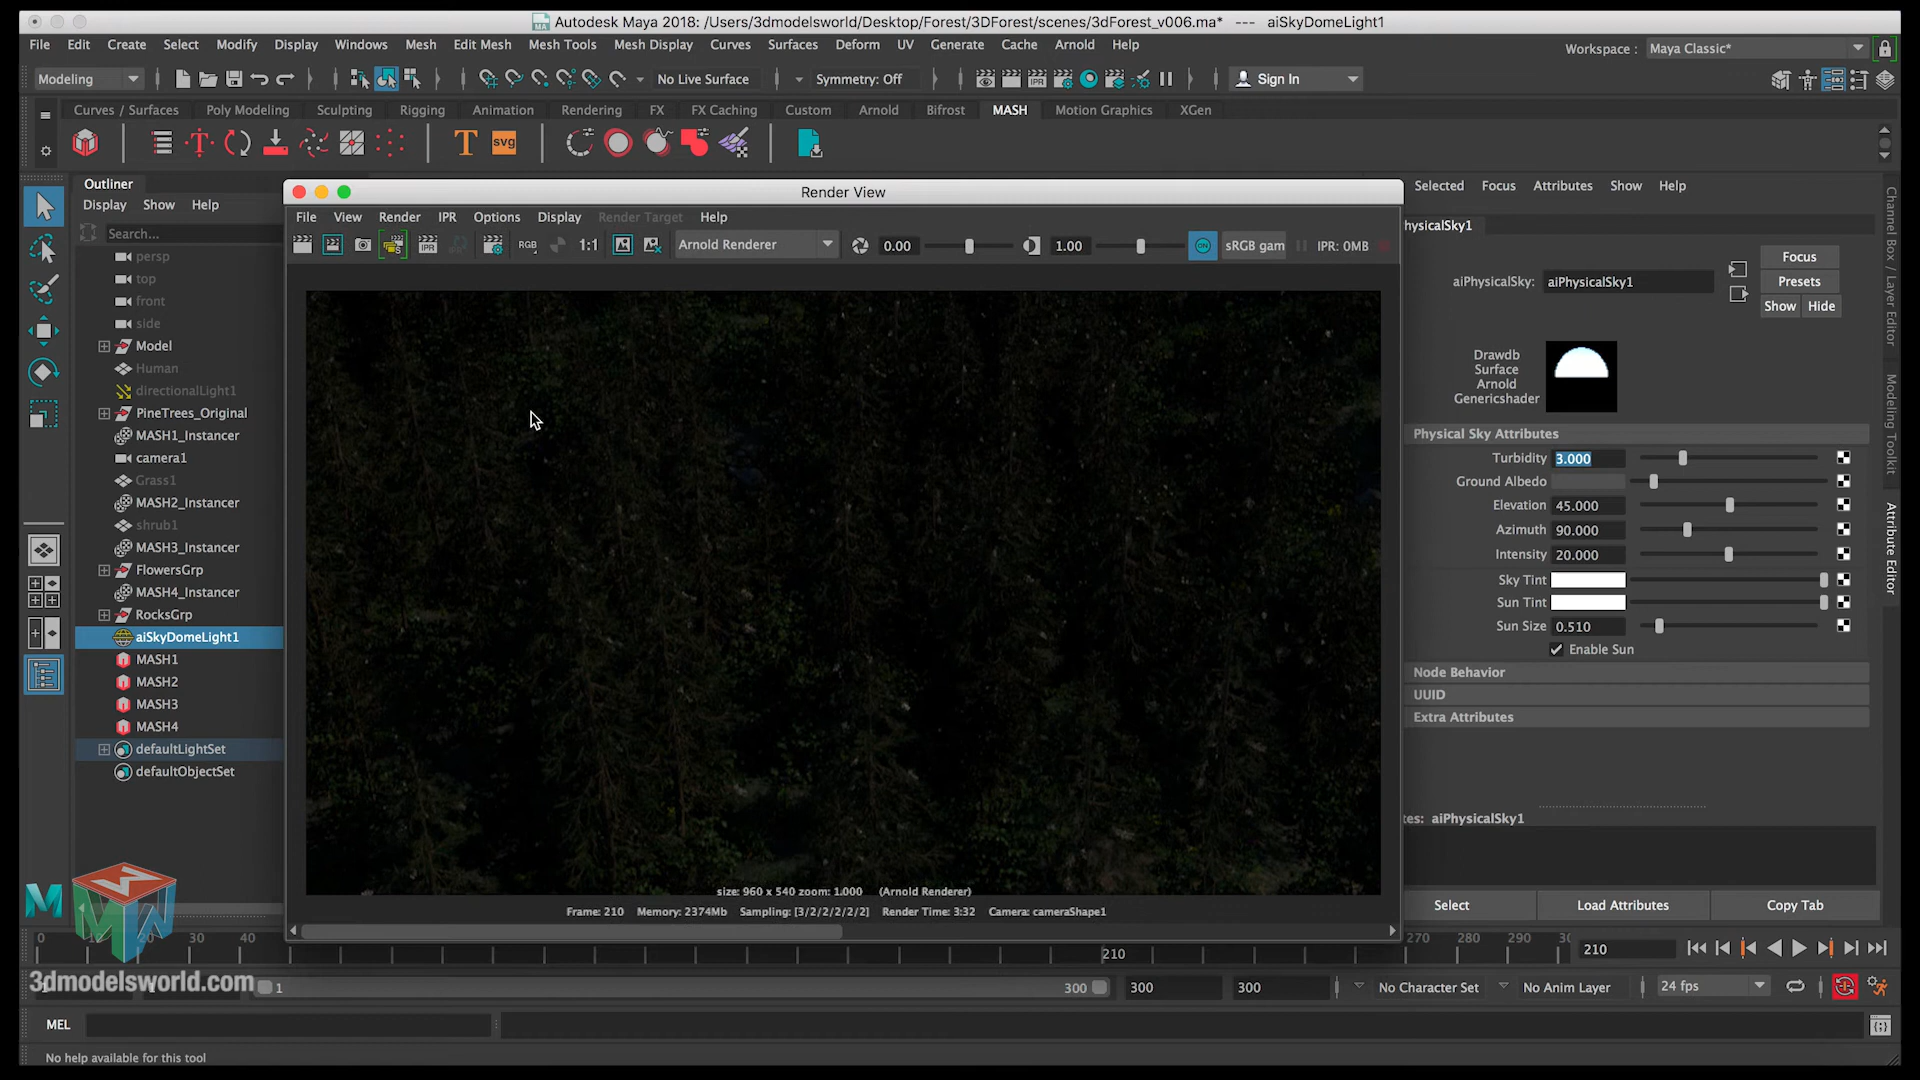 Autodesk Maya 2018: /Users/3dmodelsworld/Desktop/Forest/3DForest/scenes/3dForest_v006.ma* --- aiSkyDomeLight1
File Edit Create Select Modify Display Windows Mesh Edit Mesh Mesh Tools Mesh Display Curves Surfaces Deform UV Generate Cache Arnold Help
Workspace : Maya Classic*
Modeling No Live Surface Symmetry: Off IPR Sign In
Curves / Surfaces Poly Modeling Sculpting Rigging Animation Rendering FX FX Caching Custom Arnold Bifrost MASH Motion Graphics XGen
T svg
Outliner
Display Show Help
Search...
persp
top
front
side
Model
Human
directionalLight1
PineTrees_Original
MASH1_Instancer
camera1
Grass1
MASH2_Instancer
shrub1
MASH3_Instancer
FlowersGrp
MASH4_Instancer
RocksGrp
aiSkyDomeLight1
MASH1
MASH2
MASH3
MASH4
defaultLightSet
defaultObjectSet
Render View
File View Render IPR Options Display Render Target Help
IPR RGB 1:1 Arnold Renderer 0.00 1.00 ON sRGB gam IPR: 0MB
size: 960 x 540 zoom: 1.000 (Arnold Renderer)
Frame: 210 Memory: 2374Mb Sampling: [3/2/2/2/2/2] Render Time: 3:32 Camera: cameraShape1
Selected Focus Attributes Show Help
hysicalSky1
aiPhysicalSky: aiPhysicalSky1
Focus
Presets
Show Hide
Drawdb
Surface
Arnold
Genericshader
Physical Sky Attributes
Turbidity 3.000
Ground Albedo
Elevation 45.000
Azimuth 90.000
Intensity 20.000
Sky Tint
Sun Tint
Sun Size 0.510
Enable Sun
Node Behavior
UUID
Extra Attributes
tes: aiPhysicalSky1
Select Load Attributes Copy Tab
Channel Box / Layer Editor
Modeling Toolkit
Attribute Editor
0 10 20 30 40 210 270 280 290 210
3dmodelsworld.com
1 300 300 300 No Character Set No Anim Layer 24 fps
MEL
No help available for this tool